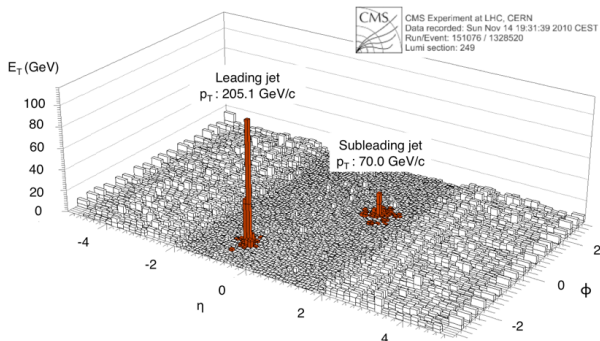 CMS
CMS Experiment at LHC, CERN
Data recorded: Sun Nov 14 19:31:39 2010 CEST
Run/Event: 151076 / 1328520
Lumi section: 249
E_T (GeV)
Leading jet
p_T : 205.1 GeV/c
Subleading jet
p_T : 70.0 GeV/c
100
80
60
40
20
0
-4
-2
0
2
4
η
2
0
-2
ϕ